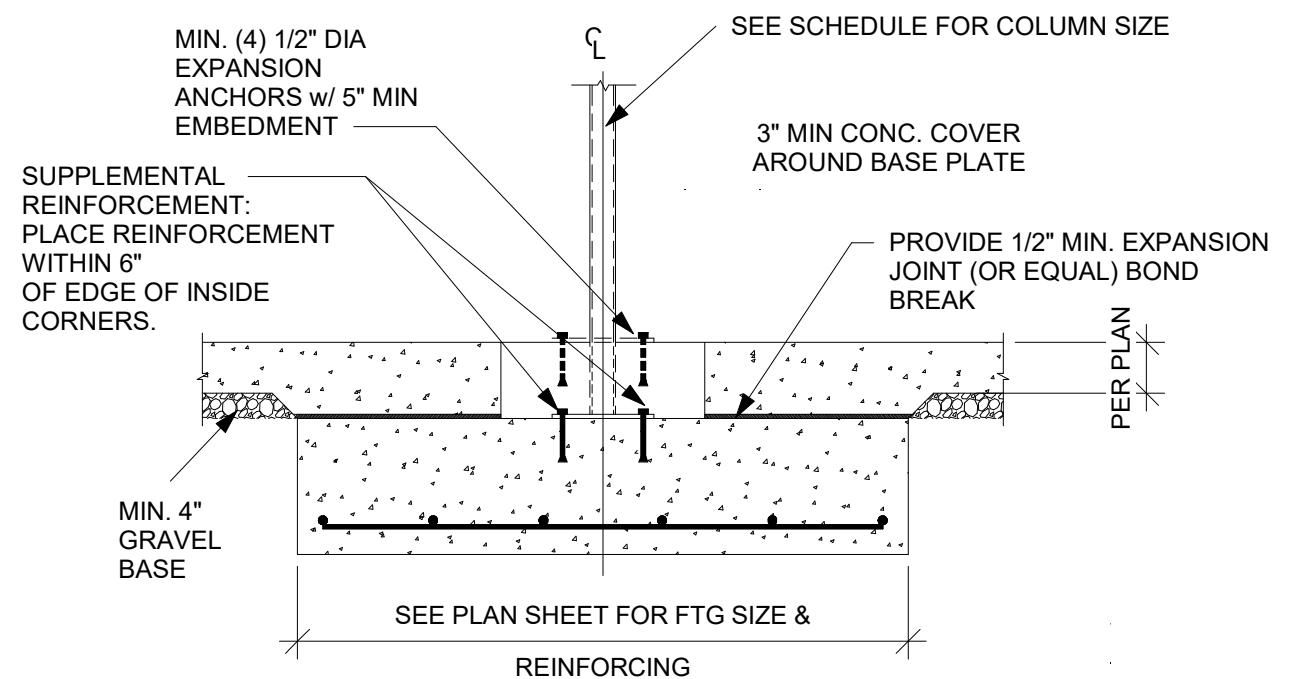 MIN. (4) 1/2" DIA
EXPANSION
ANCHORS w/ 5" MIN
EMBEDMENT
CL
SEE SCHEDULE FOR COLUMN SIZE
3" MIN CONC. COVER
AROUND BASE PLATE
SUPPLEMENTAL
REINFORCEMENT:
PLACE REINFORCEMENT
WITHIN 6"
OF EDGE OF INSIDE
CORNERS.
PROVIDE 1/2" MIN. EXPANSION
JOINT (OR EQUAL) BOND
BREAK
PER PLAN
MIN. 4"
GRAVEL
BASE
SEE PLAN SHEET FOR FTG SIZE &
REINFORCING